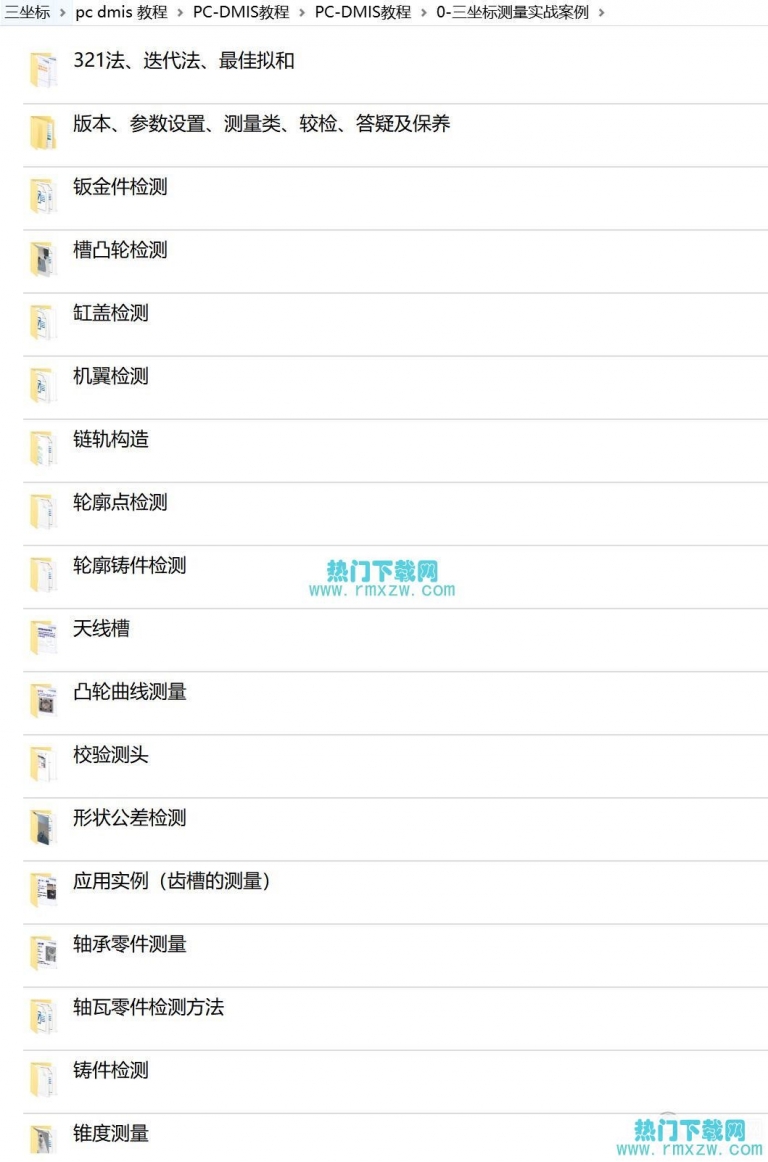 三坐标 › pc dmis 教程 › PC-DMIS教程 › PC-DMIS教程 › 0-三坐标测量实战案例 ›
321法、迭代法、最佳拟和
版本、参数设置、测量类、较检、答疑及保养
钣金件检测
槽凸轮检测
缸盖检测
机翼检测
链轨构造
轮廓点检测
轮廓铸件检测
热门下载网
www.rmxzw.com
天线槽
凸轮曲线测量
校验测头
形状公差检测
应用实例（齿槽的测量）
轴承零件测量
轴瓦零件检测方法
铸件检测
锥度测量
热门下载网
www.rmxzw.com